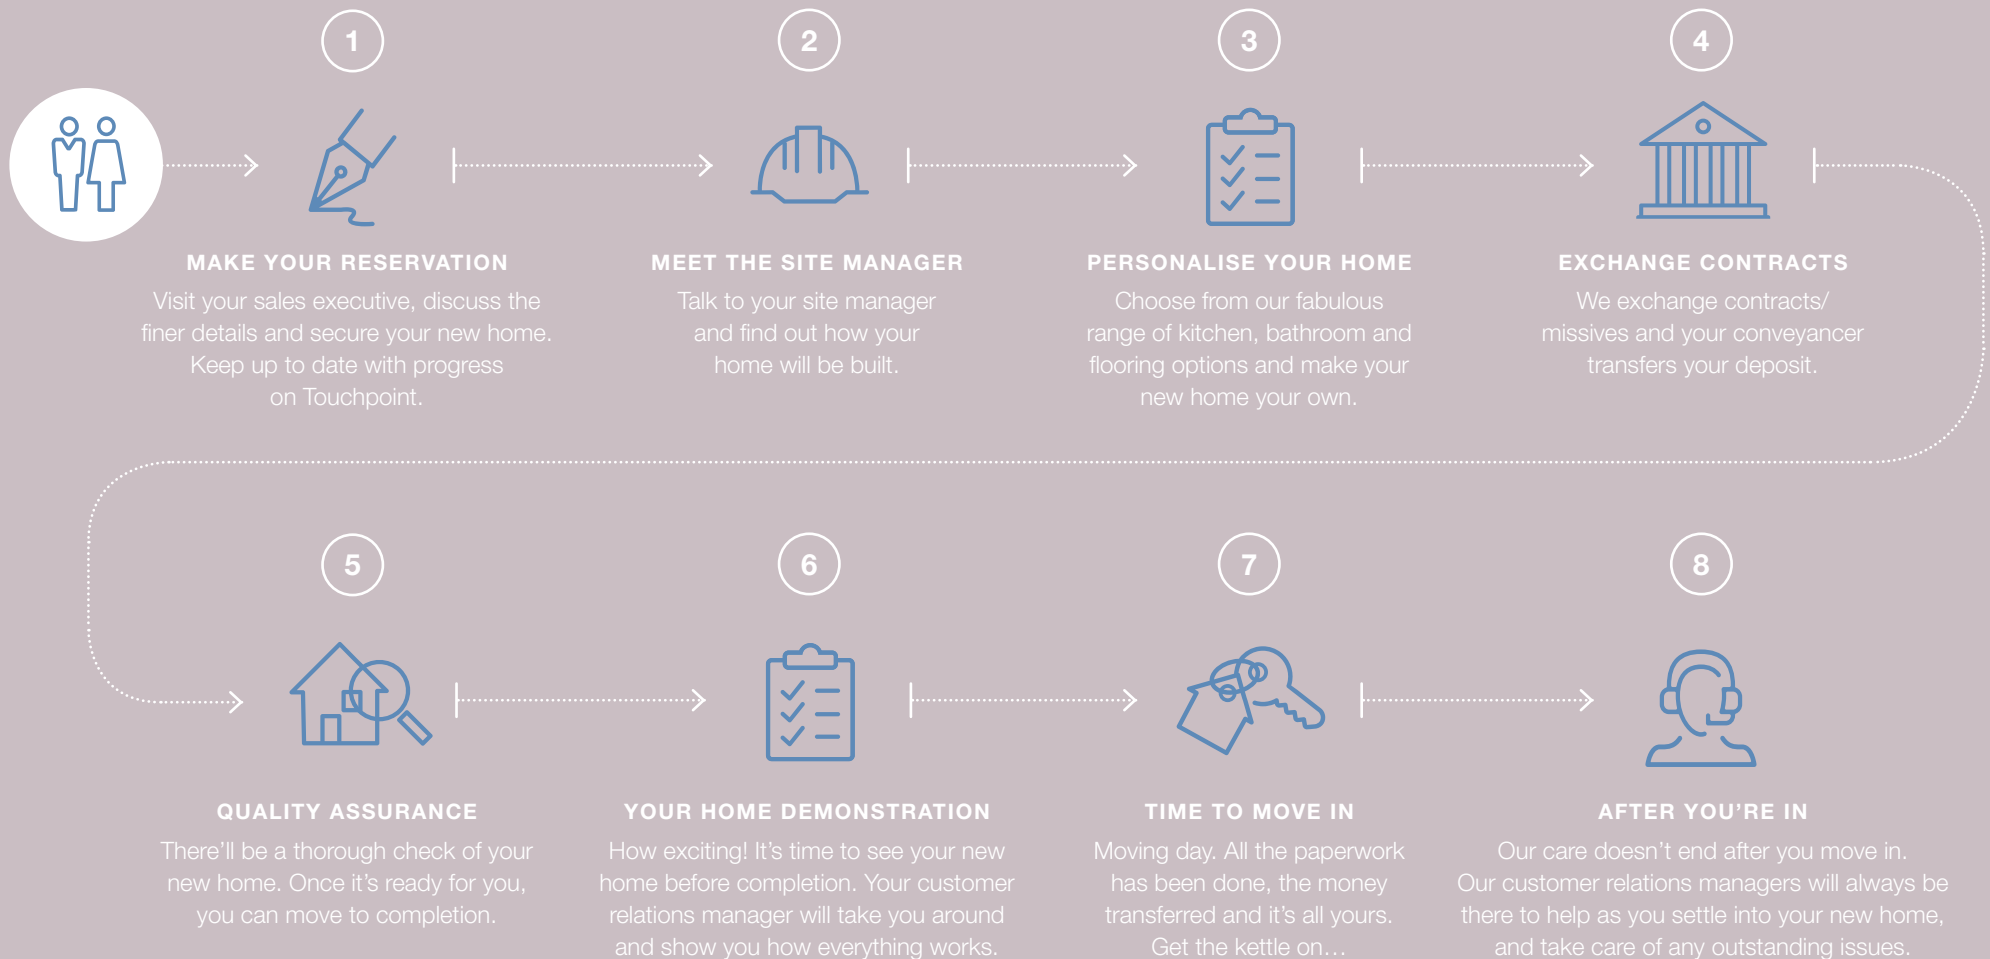 1
MAKE YOUR RESERVATION
Visit your sales executive, discuss the
finer details and secure your new home.
Keep up to date with progress
on Touchpoint.
2
MEET THE SITE MANAGER
Talk to your site manager
and find out how your
home will be built.
3
PERSONALISE YOUR HOME
Choose from our fabulous
range of kitchen, bathroom and
flooring options and make your
new home your own.
4
EXCHANGE CONTRACTS
We exchange contracts/
missives and your conveyancer
transfers your deposit.
5
QUALITY ASSURANCE
There’ll be a thorough check of your
new home. Once it’s ready for you,
you can move to completion.
6
YOUR HOME DEMONSTRATION
How exciting! It’s time to see your new
home before completion. Your customer
relations manager will take you around
and show you how everything works.
7
TIME TO MOVE IN
Moving day. All the paperwork
has been done, the money
transferred and it’s all yours.
Get the kettle on…
8
AFTER YOU’RE IN
Our care doesn’t end after you move in.
Our customer relations managers will always be
there to help as you settle into your new home,
and take care of any outstanding issues.